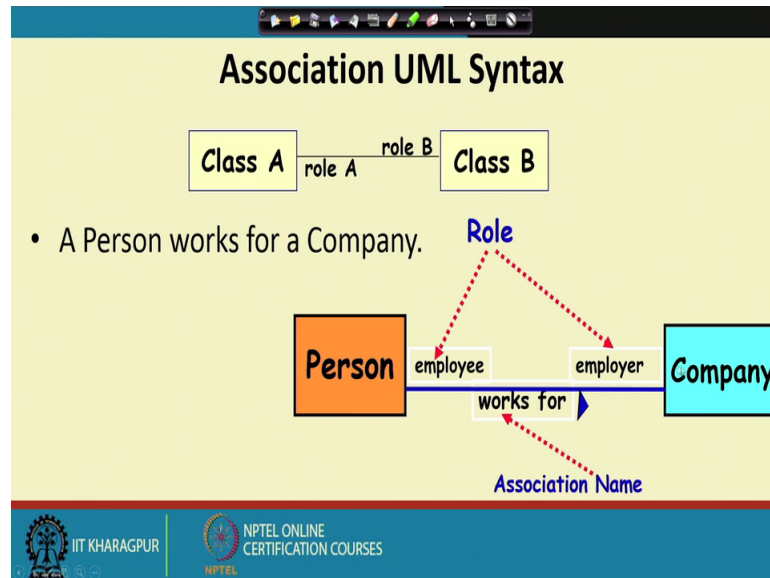 Association UML Syntax
Class A
role A
role B
Class B
• A Person works for a Company.
Role
Person
employee
employer
Company
works for
Association Name
IIT KHARAGPUR
NPTEL
NPTEL ONLINE
CERTIFICATION COURSES